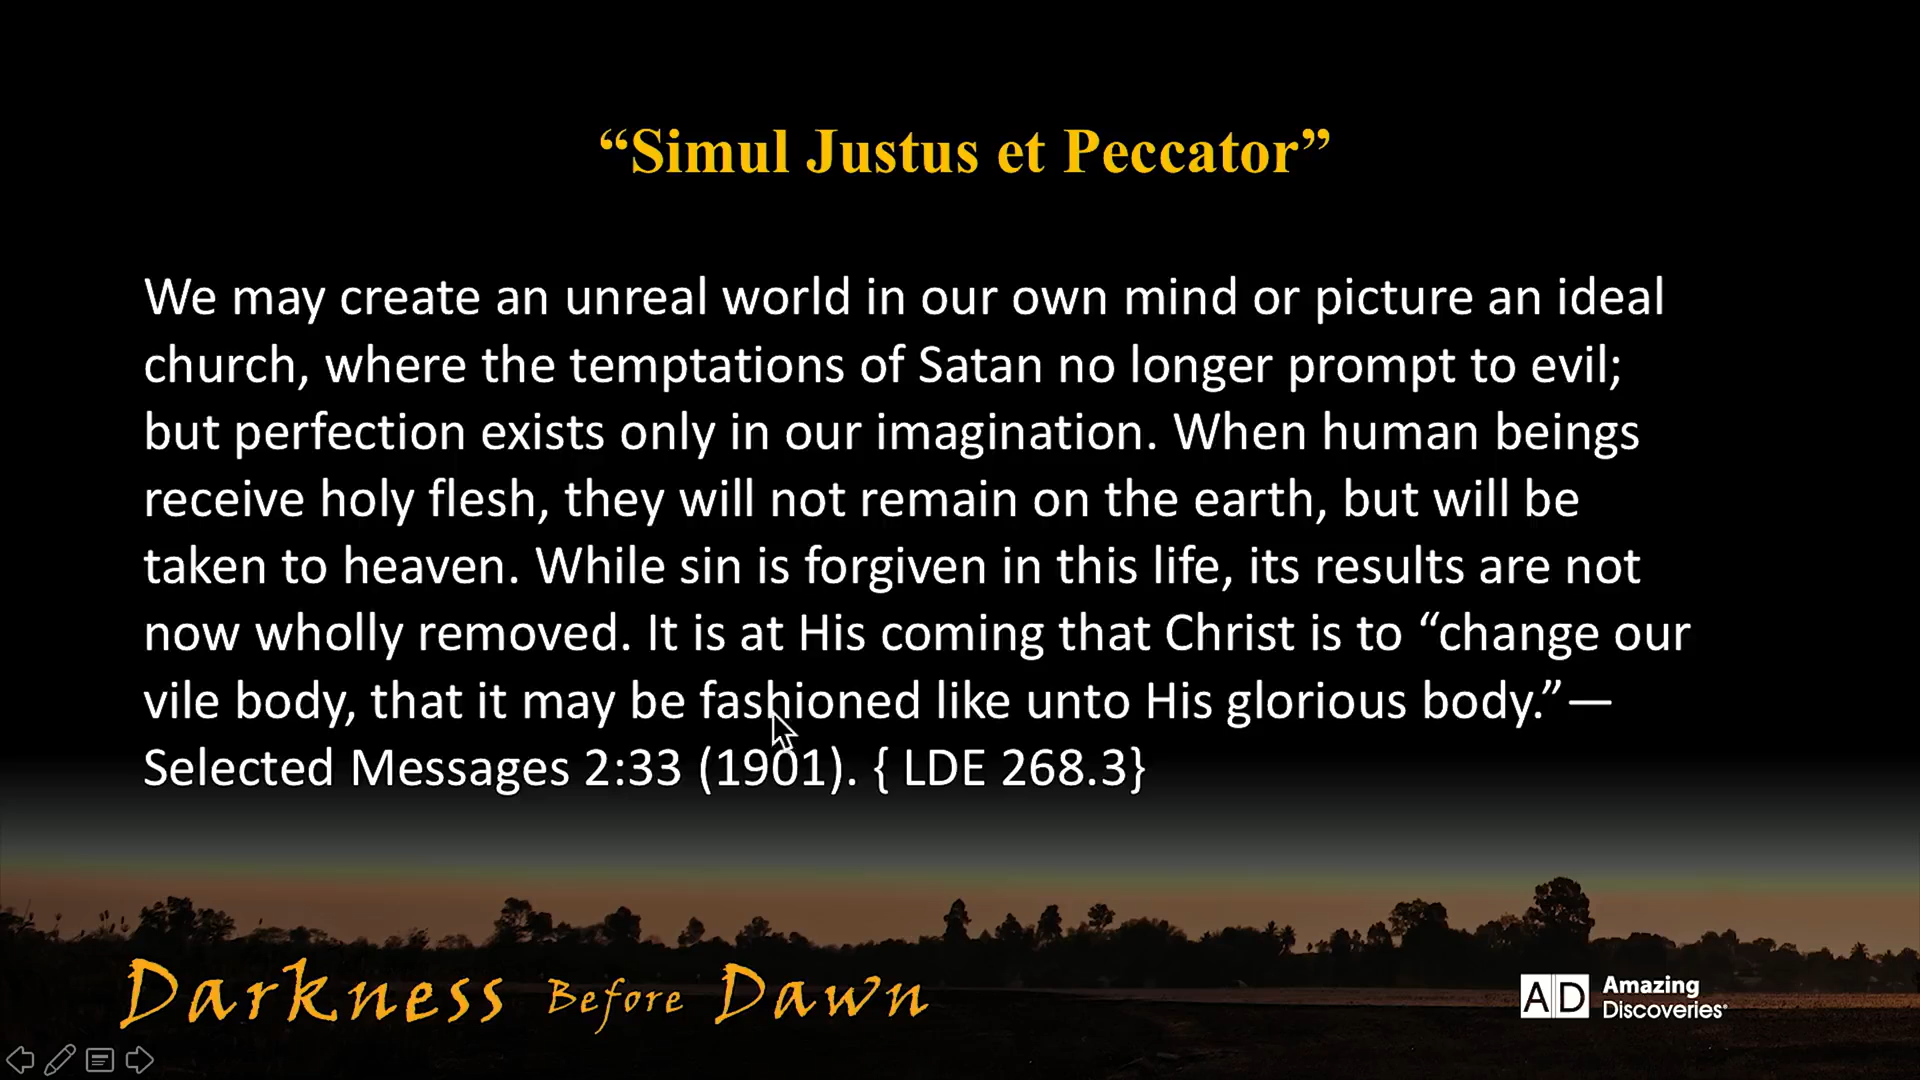 “Simul Justus et Peccator”
We may create an unreal world in our own mind or picture an ideal
church, where the temptations of Satan no longer prompt to evil;
but perfection exists only in our imagination. When human beings
receive holy flesh, they will not remain on the earth, but will be
taken to heaven. While sin is forgiven in this life, its results are not
now wholly removed. It is at His coming that Christ is to “change our
vile body, that it may be fashioned like unto His glorious body.”—
Selected Messages 2:33 (1901). { LDE 268.3}
Darkness Before Dawn
AD Amazing
Discoveries